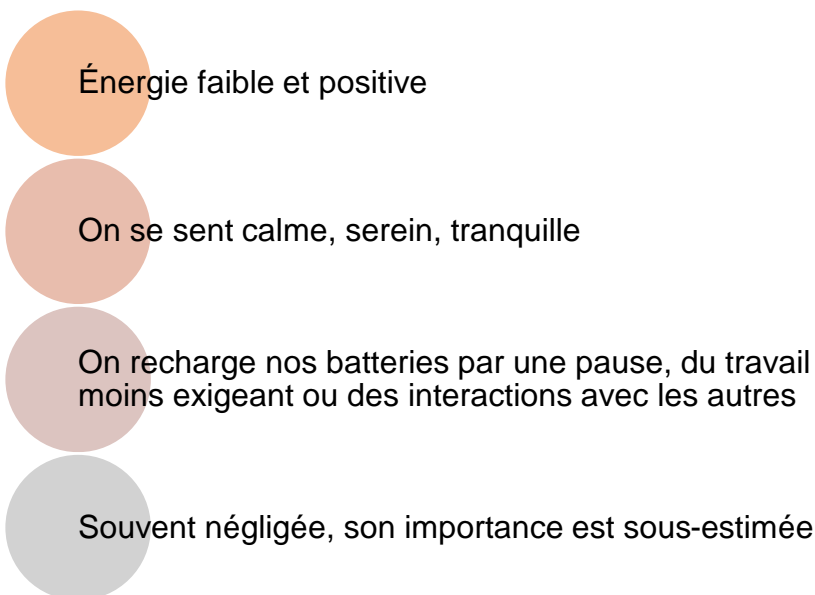 Énergie faible et positive
On se sent calme, serein, tranquille
On recharge nos batteries par une pause, du travail
moins exigeant ou des interactions avec les autres
Souvent négligée, son importance est sous-estimée